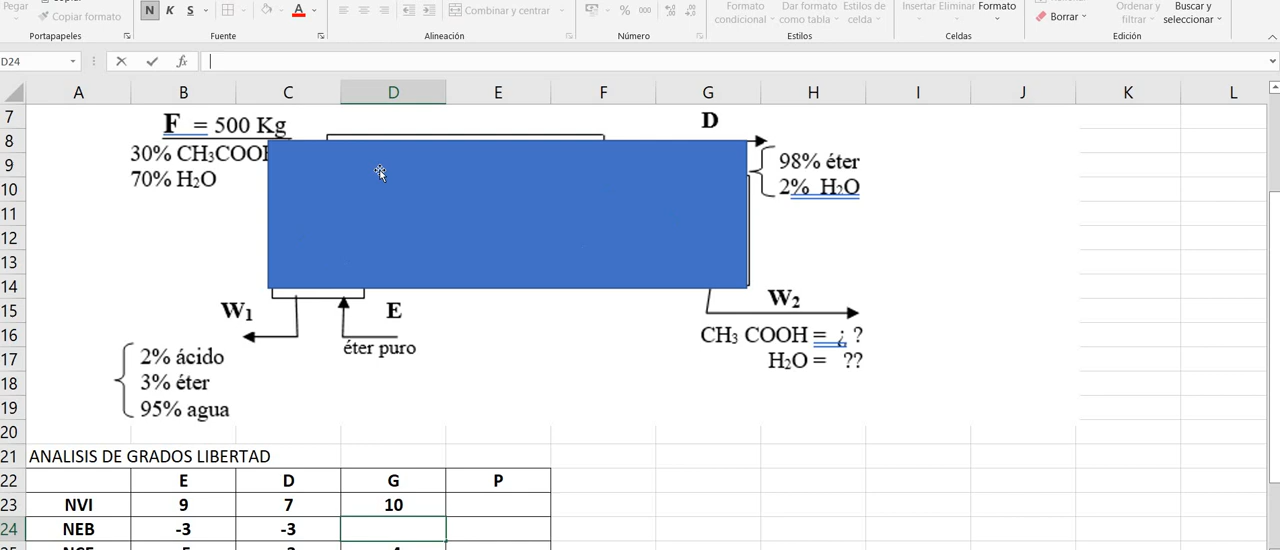 Pegar
Copiar formato
N K S
A
Combinar y centrar
% 000
Formato condicional
Dar formato como tabla
Estilos de celda
Insertar Eliminar Formato
Borrar
Ordenar y filtrar
Buscar y seleccionar
Portapapeles Fuente Alineación Número Estilos Celdas Edición
D24 fx
A B C D E F G H I J K L
7
F = 500 Kg
D
8
30% CH3COOH
98% éter
9
70% H2O
2% H2O
10
11
12
13
14
W1 E W2
15
16
éter puro
CH3 COOH = ¿ ?
17
2% ácido
H2O = ??
18
3% éter
19
95% agua
20
21 ANALISIS DE GRADOS LIBERTAD
22 E D G P
23 NVI 9 7 10
24 NEB -3 -3